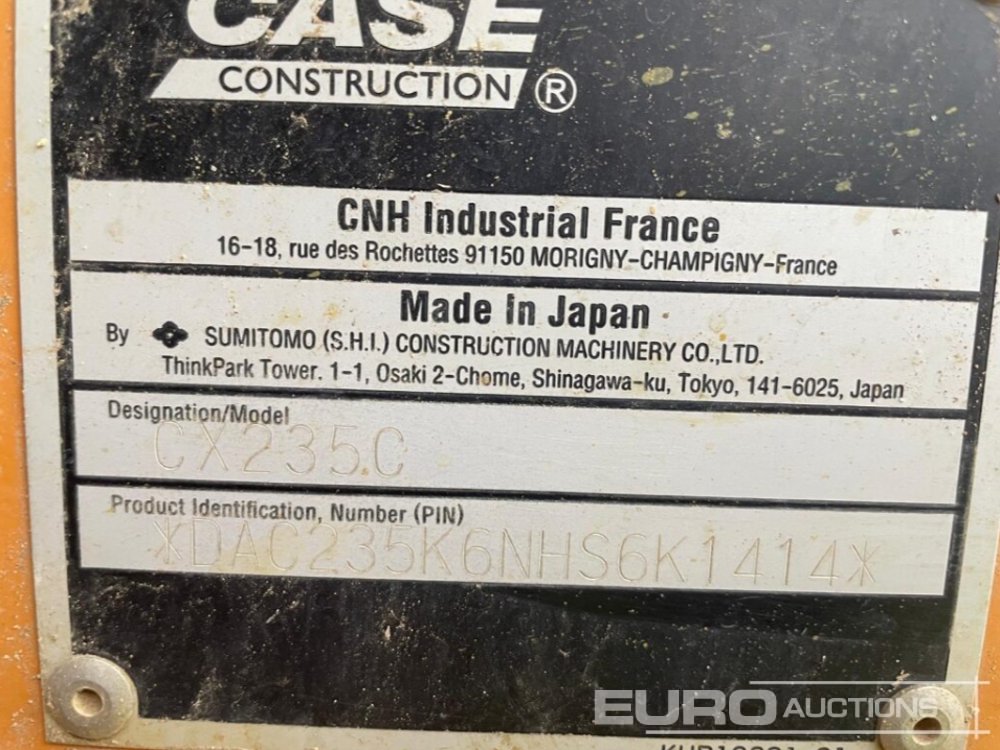 CASE
CONSTRUCTION ®
CNH Industrial France
16-18, rue des Rochettes 91150 MORIGNY-CHAMPIGNY-France
Made In Japan
By SUMITOMO (S.H.I.) CONSTRUCTION MACHINERY CO.,LTD.
ThinkPark Tower. 1-1, Osaki 2-Chome, Shinagawa-ku, Tokyo, 141-6025, Japan
Designation/Model
CX235C
Product Identification, Number (PIN)
*DAC235K6NHS6K1414*
EURO AUCTIONS